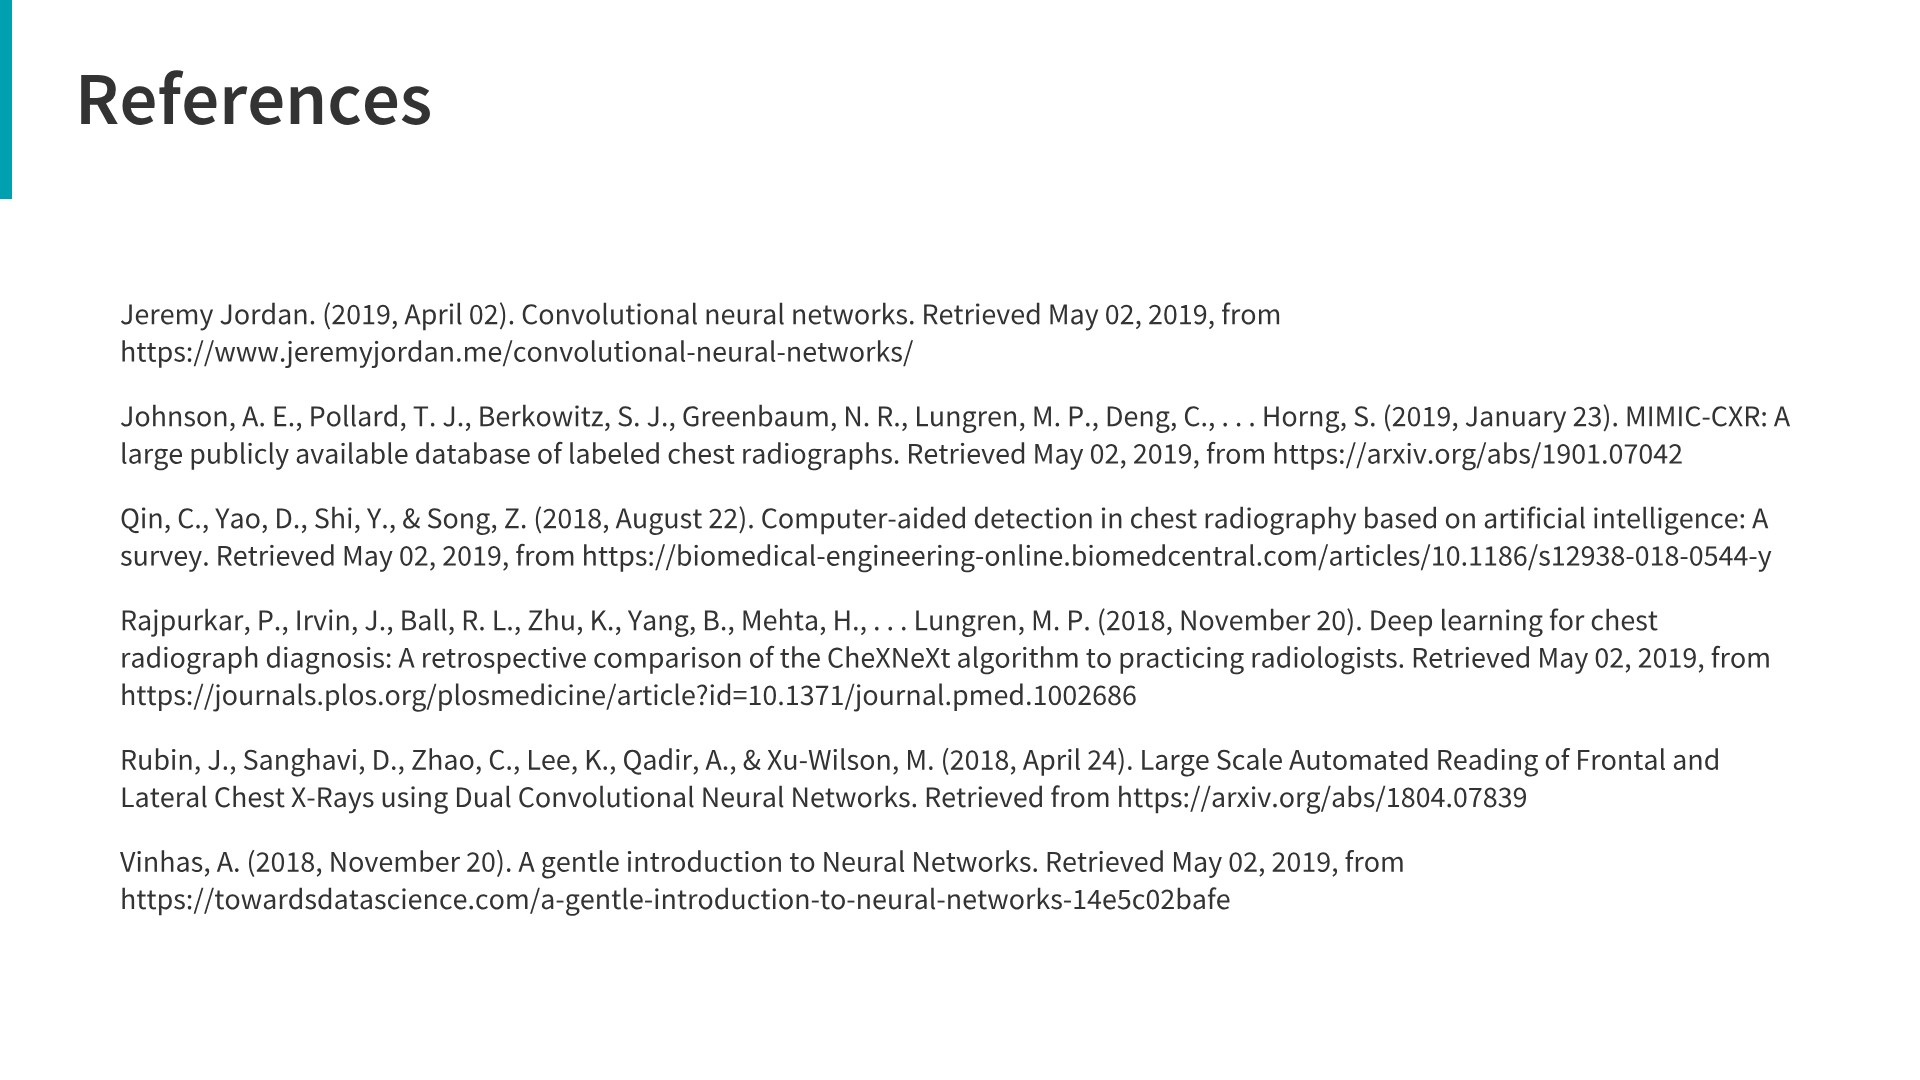 References
Jeremy Jordan. (2019, April 02). Convolutional neural networks. Retrieved May 02, 2019, from
https://www.jeremyjordan.me/convolutional-neural-networks/
Johnson, A. E., Pollard, T. J., Berkowitz, S. J., Greenbaum, N. R., Lungren, M. P., Deng, C., . . . Horng, S. (2019, January 23). MIMIC-CXR: A
large publicly available database of labeled chest radiographs. Retrieved May 02, 2019, from https://arxiv.org/abs/1901.07042
Qin, C., Yao, D., Shi, Y., & Song, Z. (2018, August 22). Computer-aided detection in chest radiography based on artificial intelligence: A
survey. Retrieved May 02, 2019, from https://biomedical-engineering-online.biomedcentral.com/articles/10.1186/s12938-018-0544-y
Rajpurkar, P., Irvin, J., Ball, R. L., Zhu, K., Yang, B., Mehta, H., . . . Lungren, M. P. (2018, November 20). Deep learning for chest
radiograph diagnosis: A retrospective comparison of the CheXNeXt algorithm to practicing radiologists. Retrieved May 02, 2019, from
https://journals.plos.org/plosmedicine/article?id=10.1371/journal.pmed.1002686
Rubin, J., Sanghavi, D., Zhao, C., Lee, K., Qadir, A., & Xu-Wilson, M. (2018, April 24). Large Scale Automated Reading of Frontal and
Lateral Chest X-Rays using Dual Convolutional Neural Networks. Retrieved from https://arxiv.org/abs/1804.07839
Vinhas, A. (2018, November 20). A gentle introduction to Neural Networks. Retrieved May 02, 2019, from
https://towardsdatascience.com/a-gentle-introduction-to-neural-networks-14e5c02bafe